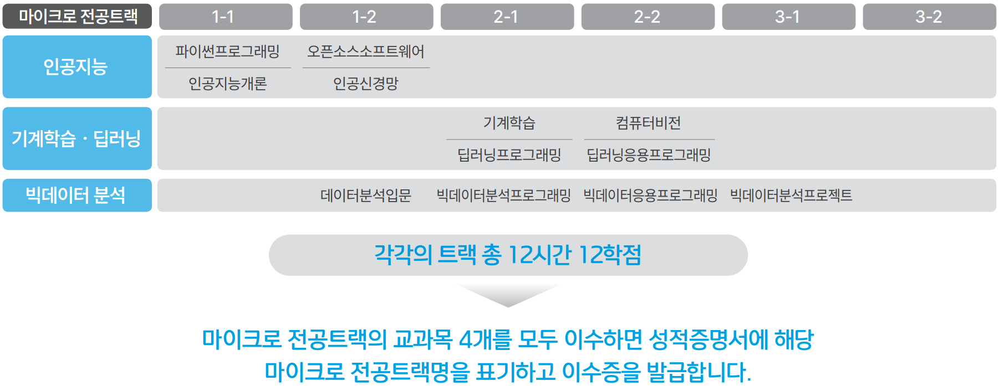 마이크로 전공트랙 1-1 1-2 2-1 2-2 3-1 3-2
인공지능
파이썬프로그래밍 오픈소스소프트웨어
인공지능개론 인공신경망
기계학습 · 딥러닝
기계학습 컴퓨터비전
딥러닝프로그래밍 딥러닝응용프로그래밍
빅데이터 분석 데이터분석입문 빅데이터분석프로그래밍 빅데이터응용프로그래밍 빅데이터분석프로젝트
각각의 트랙 총 12시간 12학점
마이크로 전공트랙의 교과목 4개를 모두 이수하면 성적증명서에 해당
마이크로 전공트랙명을 표기하고 이수증을 발급합니다.